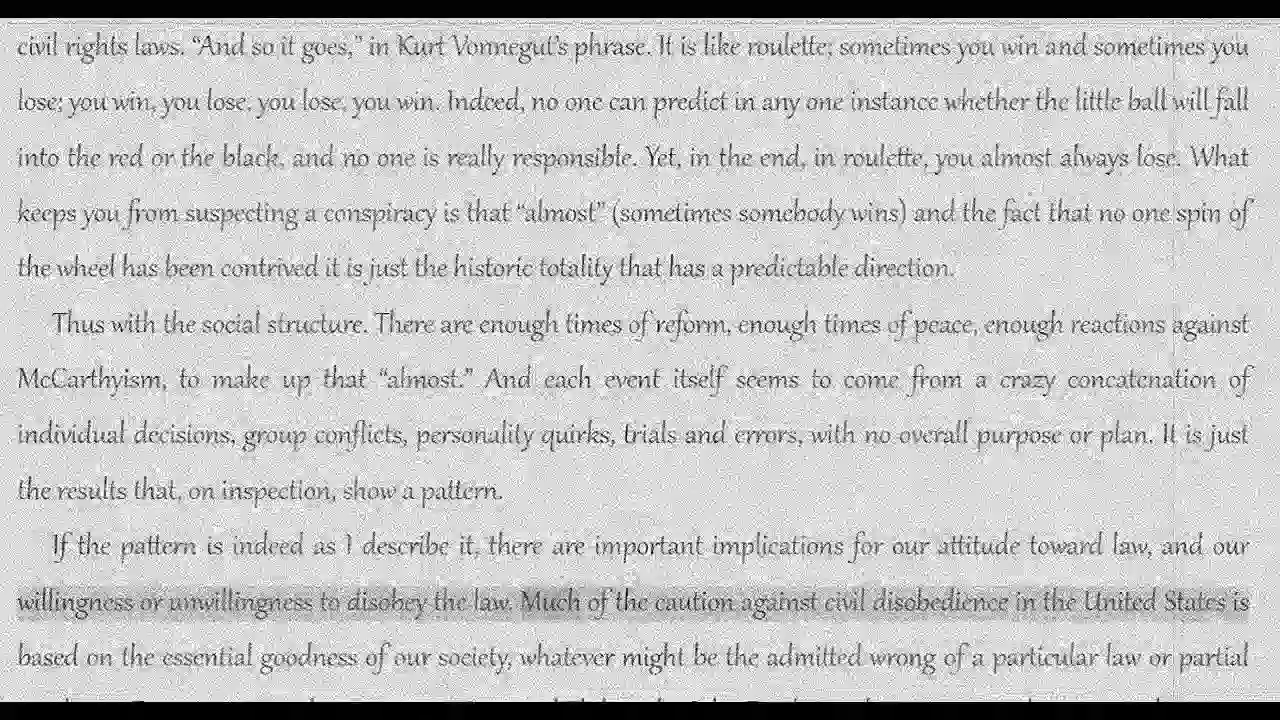 civil rights laws. “And so it goes,” in Kurt Vonnegut’s phrase. It is like roulette; sometimes you win and sometimes you
lose; you win, you lose, you lose, you win. Indeed, no one can predict in any one instance whether the little ball will fall
into the red or the black, and no one is really responsible. Yet, in the end, in roulette, you almost always lose. What
keeps you from suspecting a conspiracy is that “almost” (sometimes somebody wins) and the fact that no one spin of
the wheel has been contrived it is just the historic totality that has a predictable direction.
Thus with the social structure. There are enough times of reform, enough times of peace, enough reactions against
McCarthyism, to make up that “almost.” And each event itself seems to come from a crazy concatenation of
individual decisions, group conflicts, personality quirks, trials and errors, with no overall purpose or plan. It is just
the results that, on inspection, show a pattern.
If the pattern is indeed as I describe it, there are important implications for our attitude toward law, and our
willingness or unwillingness to disobey the law. Much of the caution against civil disobedience in the United States is
based on the essential goodness of our society, whatever might be the admitted wrong of a particular law or partial